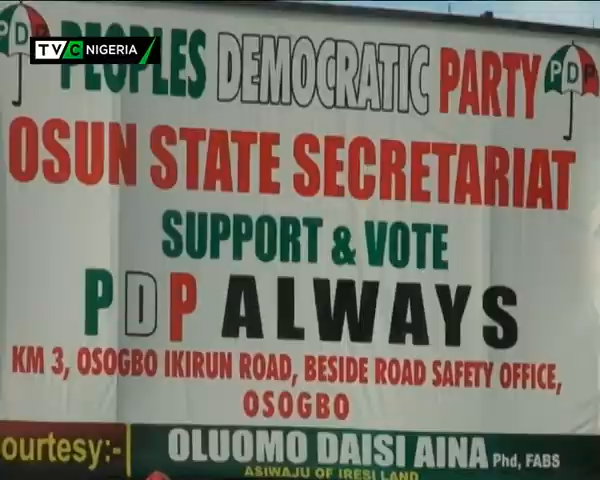 PDP
TVC NIGERIA
PEOPLES DEMOCRATIC PARTY
PDP
OSUN STATE SECRETARIAT
SUPPORT & VOTE
PDP ALWAYS
KM 3, OSOGBO IKIRUN ROAD, BESIDE ROAD SAFETY OFFICE,
OSOGBO
ourtesy:- OLUOMO DAISI AINA Phd, FABS
ASIWAJU OF IRESI LAND